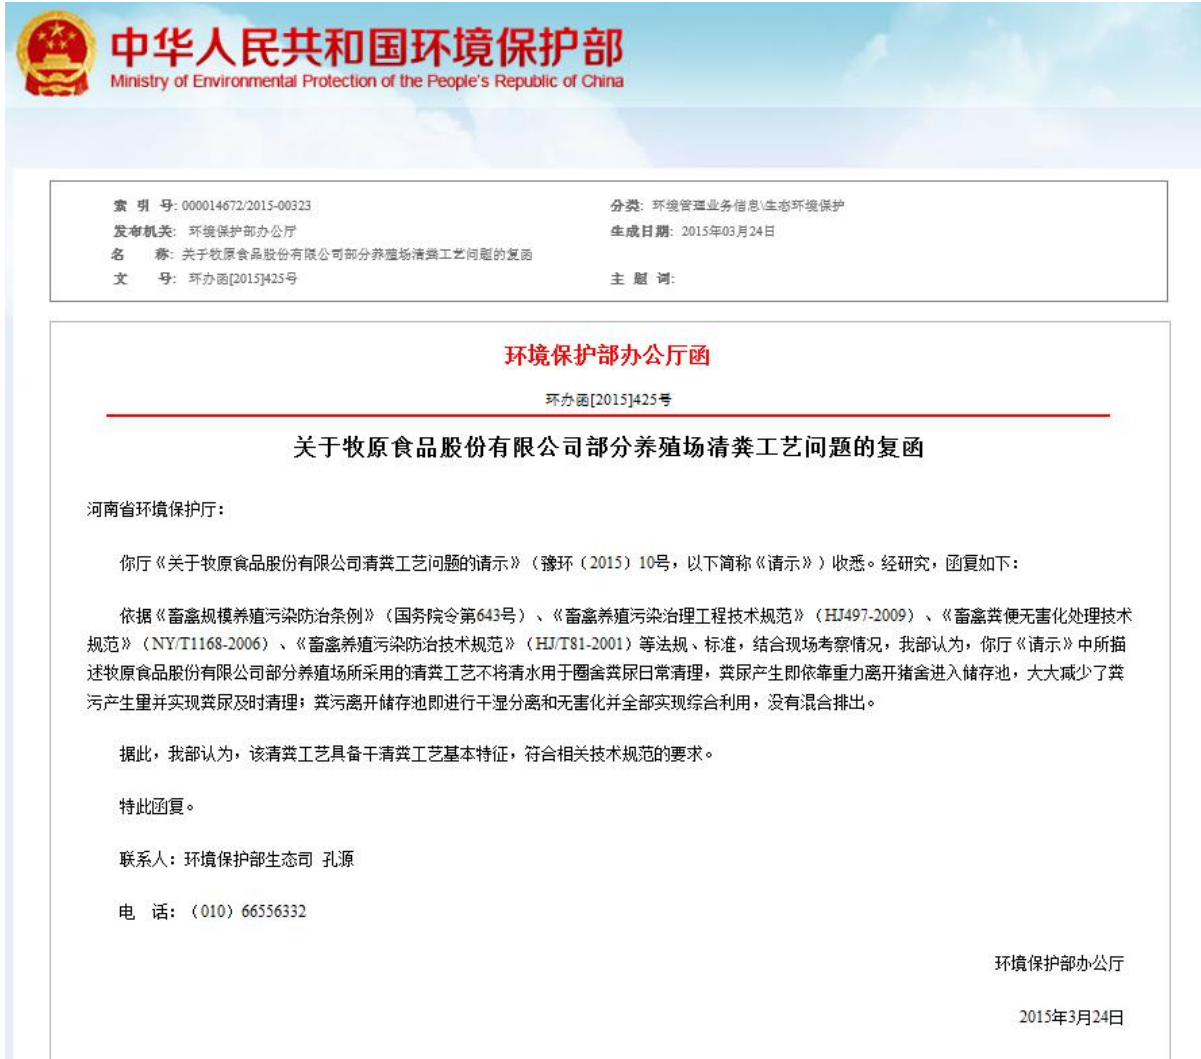 中华人民共和国环境保护部
Ministry of Environmental Protection of the People's Republic of China
索 引 号: 000014672/2015-00323 分类: 环境管理业务信息\生态环境保护
发布机关: 环境保护部办公厅 生成日期: 2015年03月24日
名 称: 关于牧原食品股份有限公司部分养殖场清粪工艺问题的复函
文 号: 环办函[2015]425号 主 题 词:
环境保护部办公厅函
环办函[2015]425号
关于牧原食品股份有限公司部分养殖场清粪工艺问题的复函
河南省环境保护厅：
你厅《关于牧原食品股份有限公司清粪工艺问题的请示》（豫环（2015）10号，以下简称《请示》）收悉。经研究，函复如下：
依据《畜禽规模养殖污染防治条例》（国务院令第643号）、《畜禽养殖污染治理工程技术规范》（HJ497-2009）、《畜禽粪便无害化处理技术
规范》（NY/T1168-2006）、《畜禽养殖污染防治技术规范》（HJ/T81-2001）等法规、标准，结合现场考察情况，我部认为，你厅《请示》中所描
述牧原食品股份有限公司部分养殖场所采用的清粪工艺不将清水用于圈舍粪尿日常清理，粪尿产生即依靠重力离开猪舍进入储存池，大大减少了粪
污产生量并实现粪尿及时清理；粪污离开储存池即进行干湿分离和无害化并全部实现综合利用，没有混合排出。
据此，我部认为，该清粪工艺具备干清粪工艺基本特征，符合相关技术规范的要求。
特此函复。
联系人：环境保护部生态司 孔源
电 话：（010）66556332
环境保护部办公厅
2015年3月24日